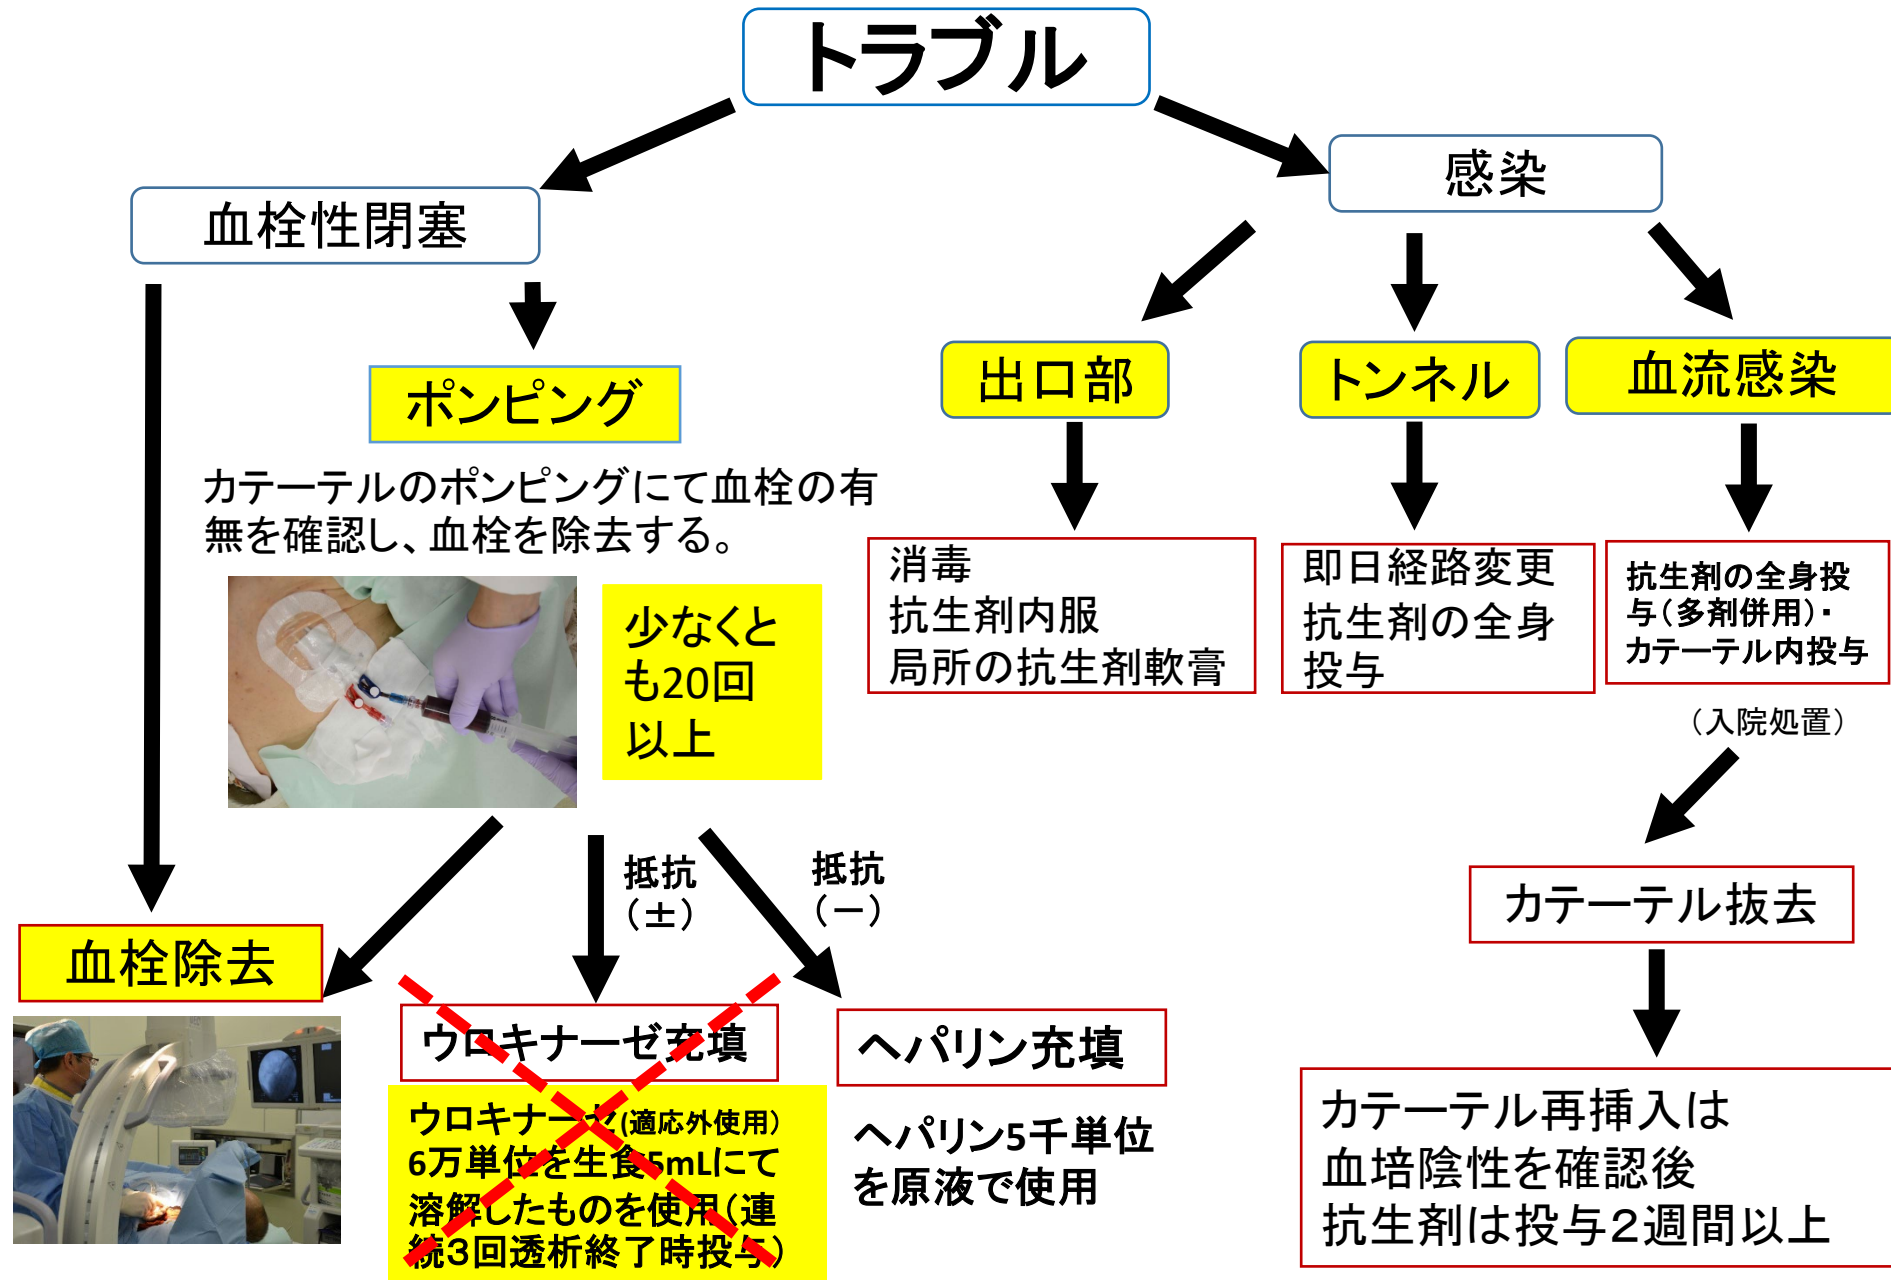 トラブル
血栓性閉塞
感染
ポンピング
カテーテルのポンピングにて血栓の有
無を確認し、血栓を除去する。
少なくと
も20回
以上
抵抗
（±）
抵抗
（－）
血栓除去
ウロキナーゼ充填
ウロキナーゼ(適応外使用）
6万単位を生食5mLにて
溶解したものを使用（連
続3回透析終了時投与）
ヘパリン充填
ヘパリン5千単位
を原液で使用
出口部
消毒
抗生剤内服
局所の抗生剤軟膏
トンネル
即日経路変更
抗生剤の全身
投与
血流感染
抗生剤の全身投
与（多剤併用）・
カテーテル内投与
（入院処置）
カテーテル抜去
カテーテル再挿入は
血培陰性を確認後
抗生剤は投与２週間以上